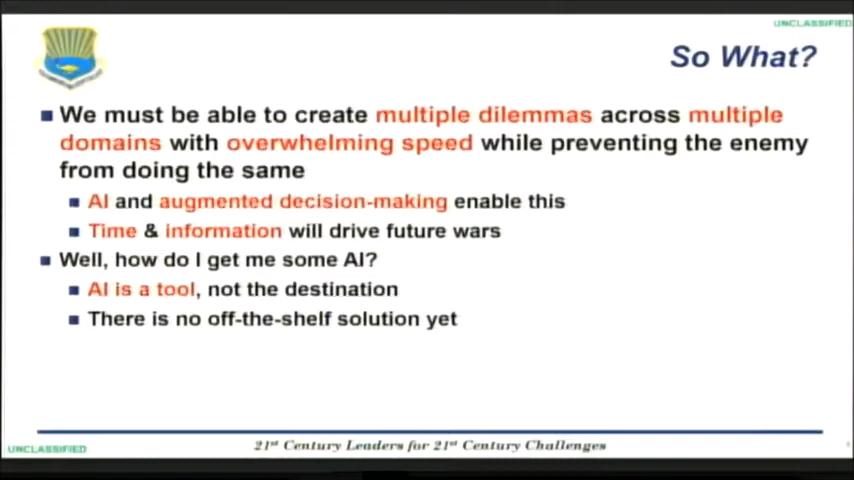 UNCLASSIFIED
So What?
We must be able to create multiple dilemmas across multiple
domains with overwhelming speed while preventing the enemy
from doing the same
AI and augmented decision-making enable this
Time & information will drive future wars
Well, how do I get me some AI?
AI is a tool, not the destination
There is no off-the-shelf solution yet
21st Century Leaders for 21st Century Challenges
UNCLASSIFIED